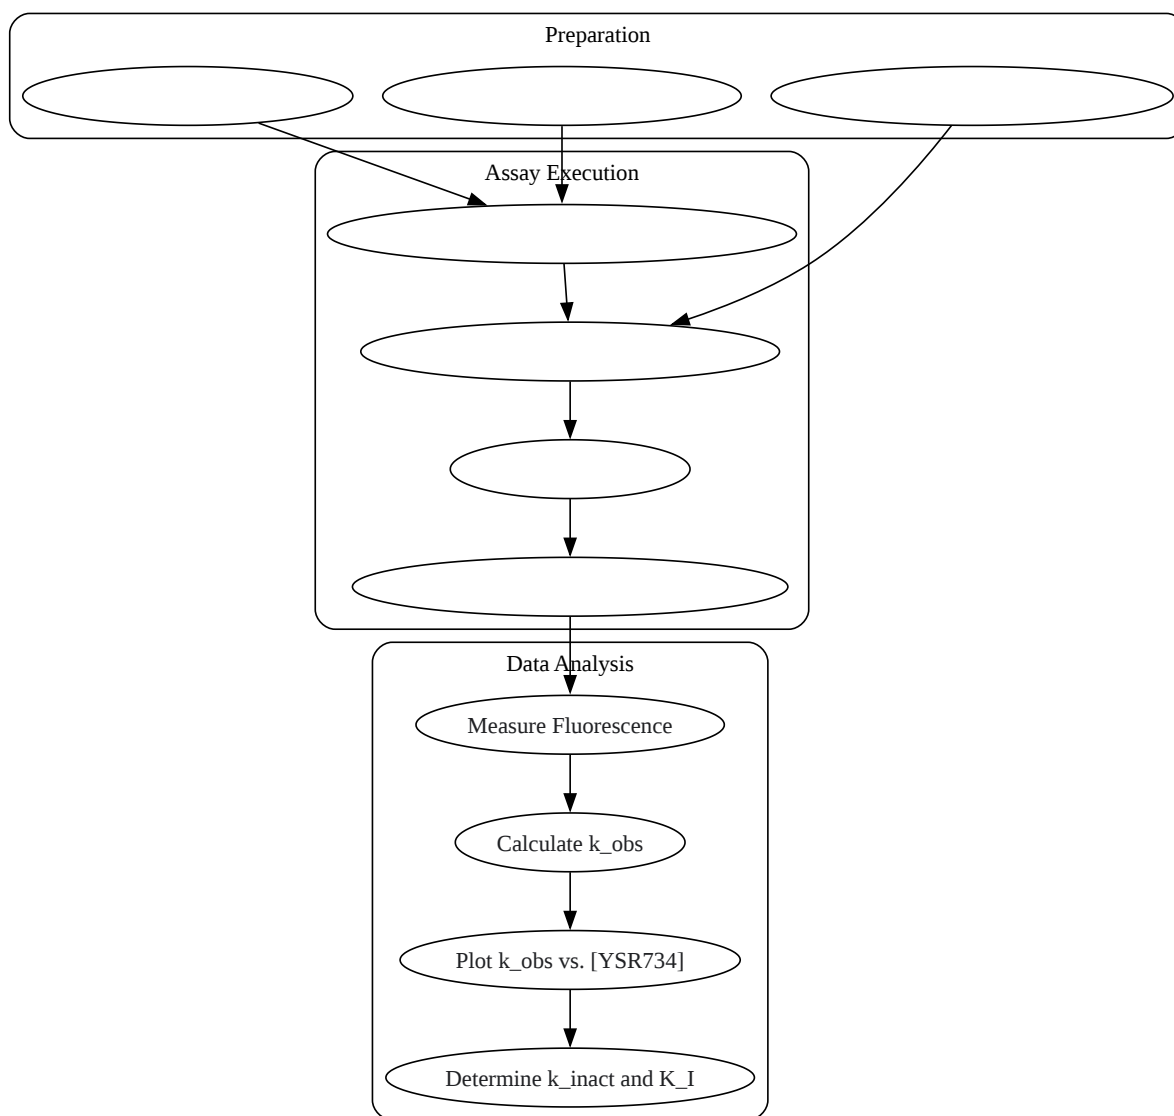 Preparation
Assay Execution
Data Analysis
Measure Fluorescence
Calculate k_obs
Plot k_obs vs. [YSR734]
Determine k_inact and K_I